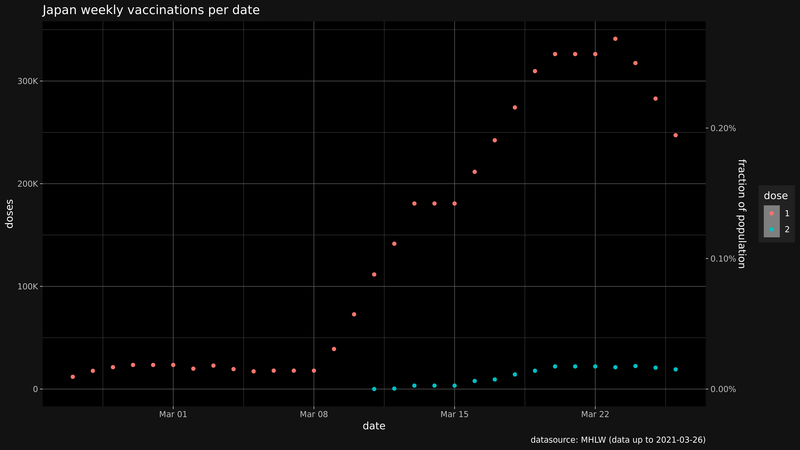 Japan weekly vaccinations per date
300K
200K
100K
0
doses
0.20%
0.10%
0.00%
fraction of population
dose
1
2
Mar 01
Mar 08
Mar 15
Mar 22
date
datasource: MHLW (data up to 2021-03-26)